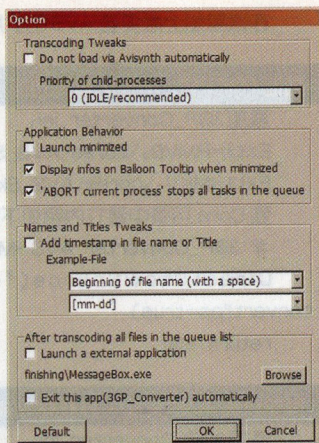 Option
Transcoding Tweaks
Do not load via Avisynth automatically
Priority of child-processes
0 (IDLE/recommended)
Application Behavior
Launch minimized
Display infos on Balloon Tooltip when minimized
'ABORT current process' stops all tasks in the queue
Names and Titles Tweaks
Add timestamp in file name or Title
Example-File
Beginning of file name (with a space)
[mm-dd]
After transcoding all files in the queue list
Launch a external application
finishing\MessageBox.exe
Browse
Exit this app(3GP_Converter) automatically
Default
OK
Cancel